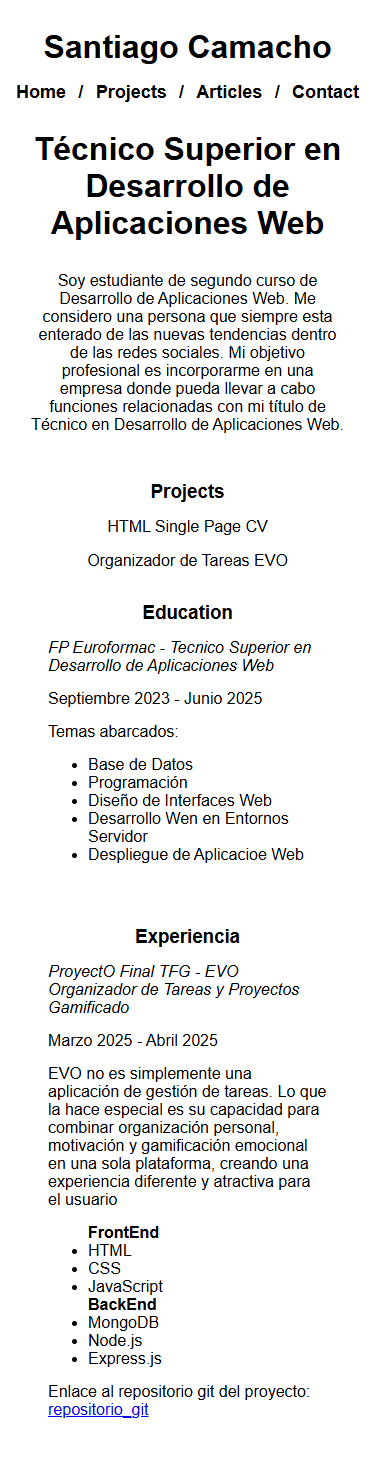 Santiago Camacho
Home / Projects / Articles / Contact
Técnico Superior en
Desarrollo de
Aplicaciones Web
Soy estudiante de segundo curso de
Desarrollo de Aplicaciones Web. Me
considero una persona que siempre esta
enterado de las nuevas tendencias dentro
de las redes sociales. Mi objetivo
profesional es incorporarme en una
empresa donde pueda llevar a cabo
funciones relacionadas con mi título de
Técnico en Desarrollo de Aplicaciones Web.
Projects
HTML Single Page CV
Organizador de Tareas EVO
Education
FP Euroformac - Tecnico Superior en
Desarrollo de Aplicaciones Web
Septiembre 2023 - Junio 2025
Temas abarcados:
• Base de Datos
• Programación
• Diseño de Interfaces Web
• Desarrollo Wen en Entornos
Servidor
• Despliegue de Aplicacioe Web
Experiencia
ProyectO Final TFG - EVO
Organizador de Tareas y Proyectos
Gamificado
Marzo 2025 - Abril 2025
EVO no es simplemente una
aplicación de gestión de tareas. Lo que
la hace especial es su capacidad para
combinar organización personal,
motivación y gamificación emocional
en una sola plataforma, creando una
experiencia diferente y atractiva para
el usuario
FrontEnd
• HTML
• CSS
• JavaScript
BackEnd
• MongoDB
• Node.js
• Express.js
Enlace al repositorio git del proyecto:
repositorio_git